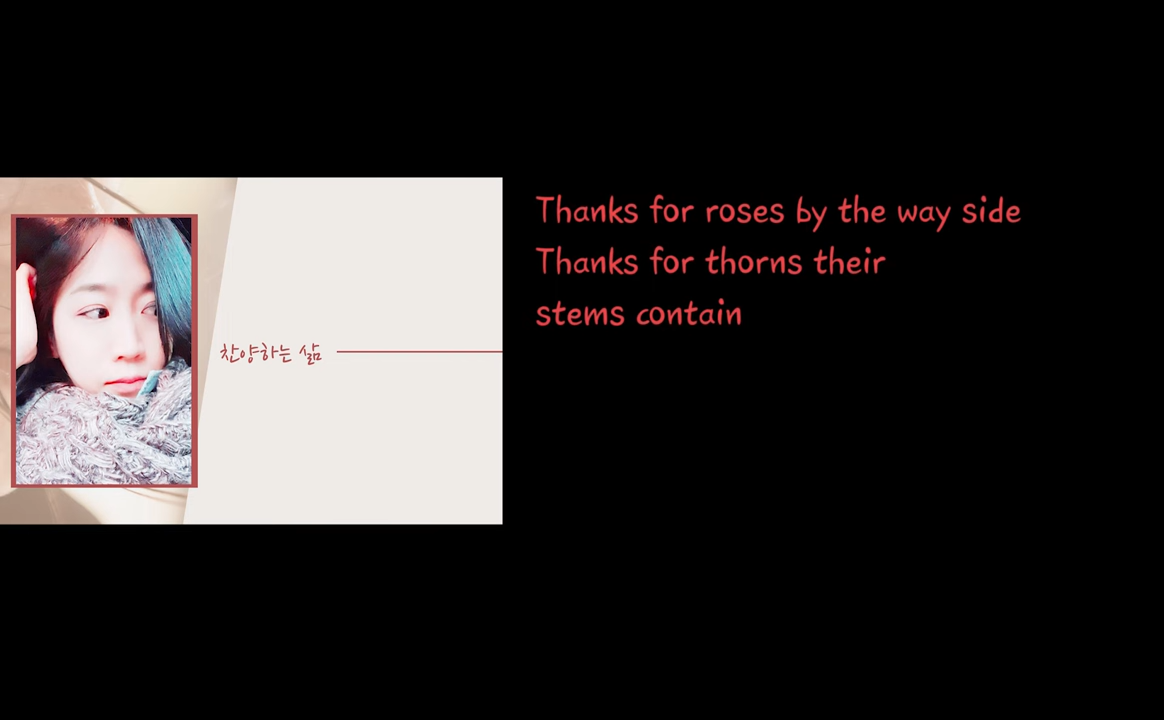 찬양하는 삶
Thanks for roses by the way side
Thanks for thorns their
stems contain